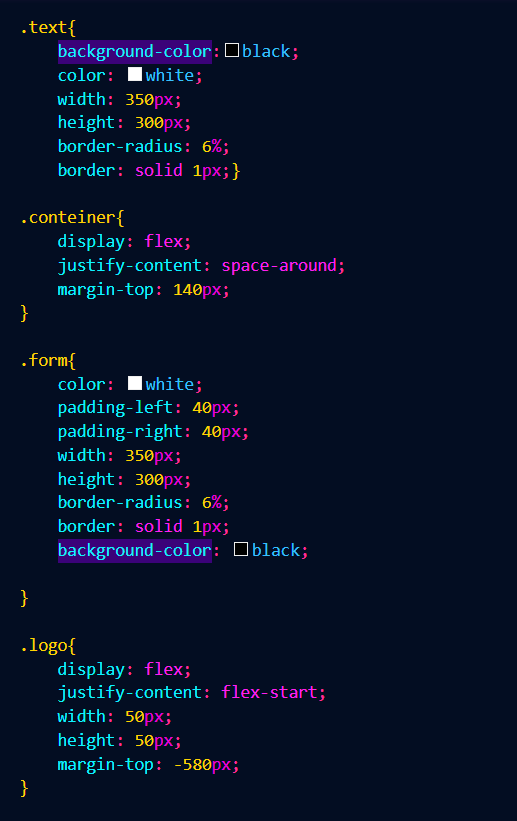 .text{
background-color:black;
color: white;
width: 350px;
height: 300px;
border-radius: 6%;
border: solid 1px;}
.conteiner{
display: flex;
justify-content: space-around;
margin-top: 140px;
}
.form{
color: white;
padding-left: 40px;
padding-right: 40px;
width: 350px;
height: 300px;
border-radius: 6%;
border: solid 1px;
background-color: black;
}
.logo{
display: flex;
justify-content: flex-start;
width: 50px;
height: 50px;
margin-top: -580px;
}